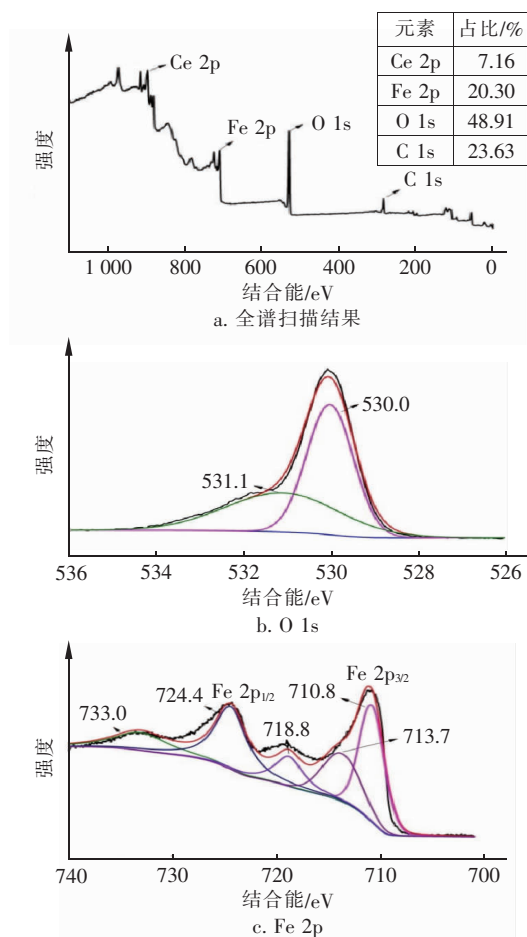 元素 占比/%
Ce 2p 7.16
Fe 2p 20.30
O 1s 48.91
C 1s 23.63
Ce 2p
Fe 2p
O 1s
C 1s
强度
1 000 800 600 400 200 0
结合能/eV
a. 全谱扫描结果
530.0
531.1
强度
536 534 532 530 528 526
结合能/eV
b. O 1s
Fe 2p3/2
724.4 Fe 2p1/2 710.8
733.0 718.8 713.7
强度
740 730 720 710 700
结合能/eV
c. Fe 2p